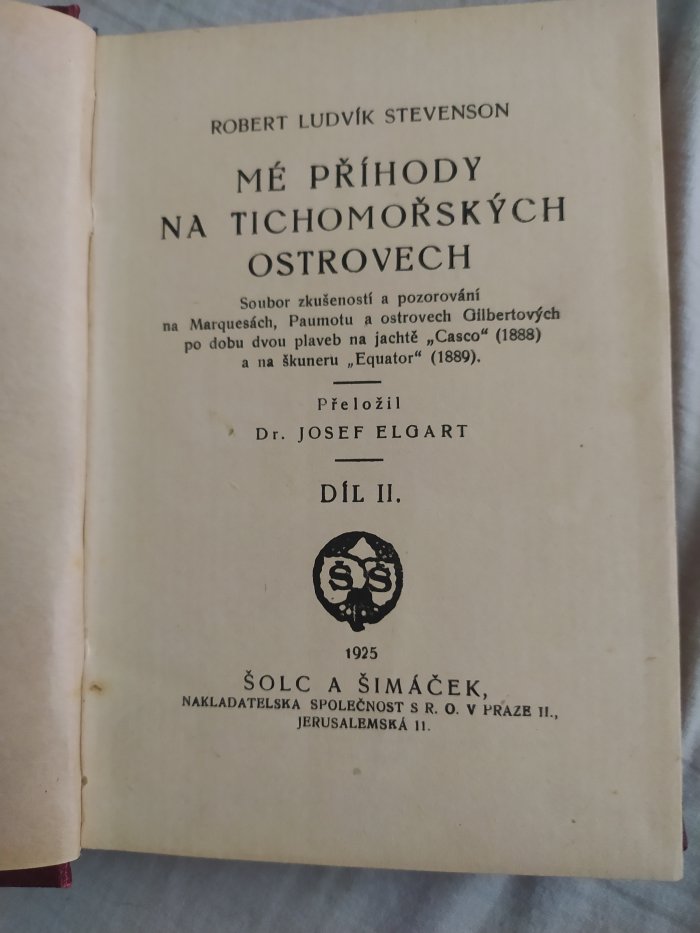 ROBERT LUDVÍK STEVENSON
MÉ PŘÍHODY
NA TICHOMOŘSKÝCH
OSTROVECH
Soubor zkušeností a pozorování
na Marquesách, Paumotu a ostrovech Gilbertových
po dobu dvou plaveb na jachtě „Casco“ (1888)
a na škuneru „Equator“ (1889).
Přeložil
Dr. JOSEF ELGART
DÍL II.
Š Š
1925
ŠOLC A ŠIMÁČEK,
NAKLADATELSKA SPOLEČNOST S R. O. V PRAZE II.,
JERUSALEMSKÁ 11.